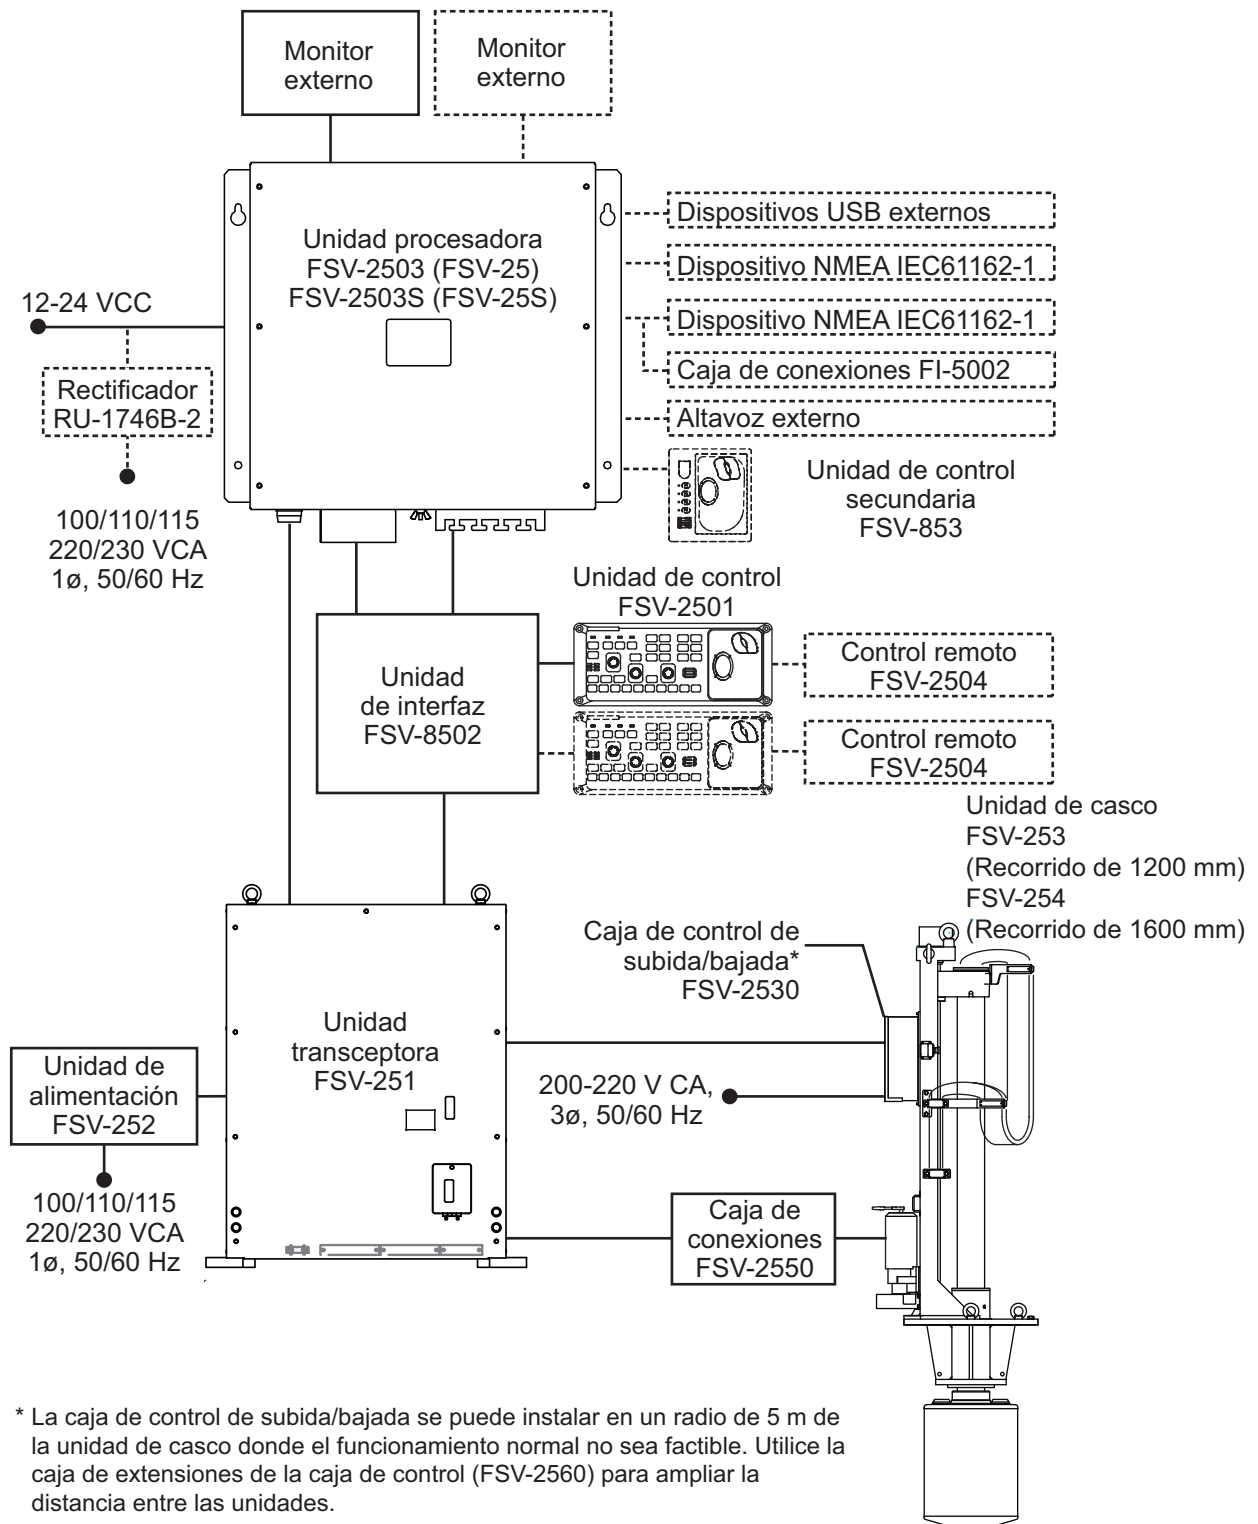 Monitor
externo
Monitor
externo
Unidad procesadora
FSV-2503 (FSV-25)
FSV-2503S (FSV-25S)
Dispositivos USB externos
Dispositivo NMEA IEC61162-1
Dispositivo NMEA IEC61162-1
Caja de conexiones FI-5002
Altavoz externo
12-24 VCC
Rectificador
RU-1746B-2
100/110/115
220/230 VCA
1ø, 50/60 Hz
Unidad de control
secundaria
FSV-853
Unidad de control
FSV-2501
Unidad
de interfaz
FSV-8502
Control remoto
FSV-2504
Control remoto
FSV-2504
Unidad de casco
FSV-253
(Recorrido de 1200 mm)
FSV-254
(Recorrido de 1600 mm)
Caja de control de
subida/bajada*
FSV-2530
Unidad
transceptora
FSV-251
Unidad de
alimentación
FSV-252
200-220 V CA,
3ø, 50/60 Hz
100/110/115
220/230 VCA
1ø, 50/60 Hz
Caja de
conexiones
FSV-2550
* La caja de control de subida/bajada se puede instalar en un radio de 5 m de
la unidad de casco donde el funcionamiento normal no sea factible. Utilice la
caja de extensiones de la caja de control (FSV-2560) para ampliar la
distancia entre las unidades.